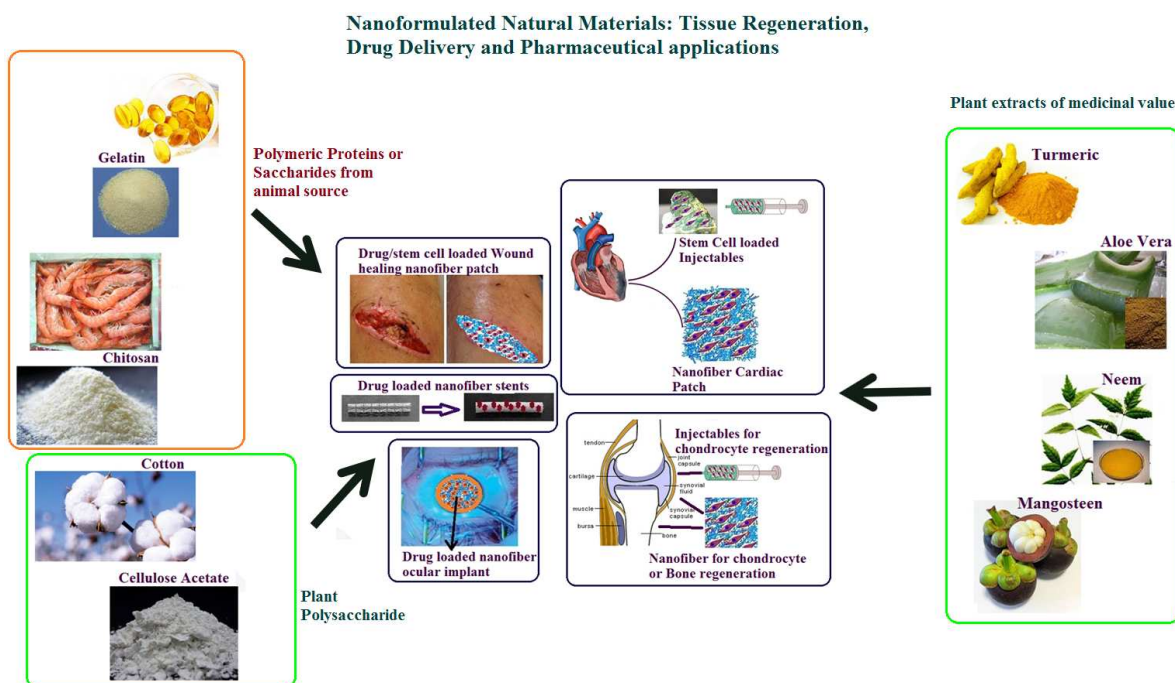 Nanoformulated Natural Materials: Tissue Regeneration,
Drug Delivery and Pharmaceutical applications
Gelatin
Chitosan
Polymeric Proteins or
Saccharides from
animal source
Cotton
Cellulose Acetate
Plant
Polysaccharide
Drug/stem cell loaded Wound
healing nanofiber patch
Drug loaded nanofiber stents
Drug loaded nanofiber
ocular implant
Stem Cell loaded
Injectables
Nanofiber Cardiac
Patch
Injectables for
chondrocyte regeneration
tendon
cartilage
muscle
bursa
joint
capsule
synovial
fluid
synovial
capsule
bone
Nanofiber for chondrocyte
or Bone regeneration
Plant extracts of medicinal value
Turmeric
Aloe Vera
Neem
Mangosteen